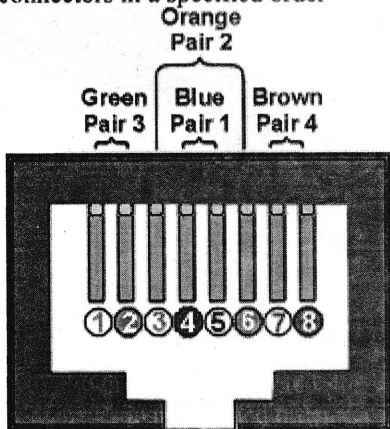 connectors in a specified order
Orange
Pair 2
Green Blue Brown
Pair 3 Pair 1 Pair 4
1 2 3 4 5 6 7 8